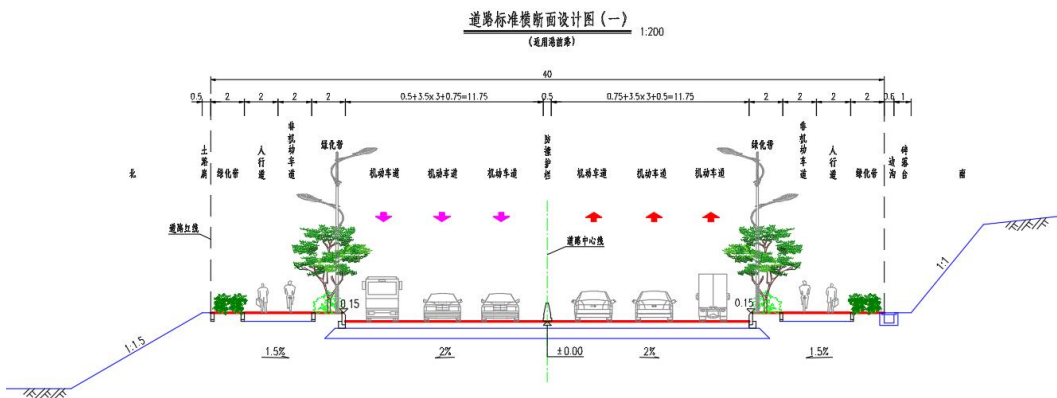 道路标准横断面设计图(一)
1:200
(适用港前路)
40
0.5
2
2
2
2
0.5+3.5x3+0.75=11.75
0.5
0.75+3.5x3+0.5=11.75
2
2
2
2
0.6
1
北
土路肩
绿化带
人行道
非机动车道
绿化带
机动车道
机动车道
机动车道
防撞护栏
机动车道
机动车道
机动车道
绿化带
非机动车道
人行道
绿化带
边沟
碎落台
南
道路红线
道路中心线
1:1
0.15
0.15
1:1.5
1.5%
2%
±0.00
2%
1.5%